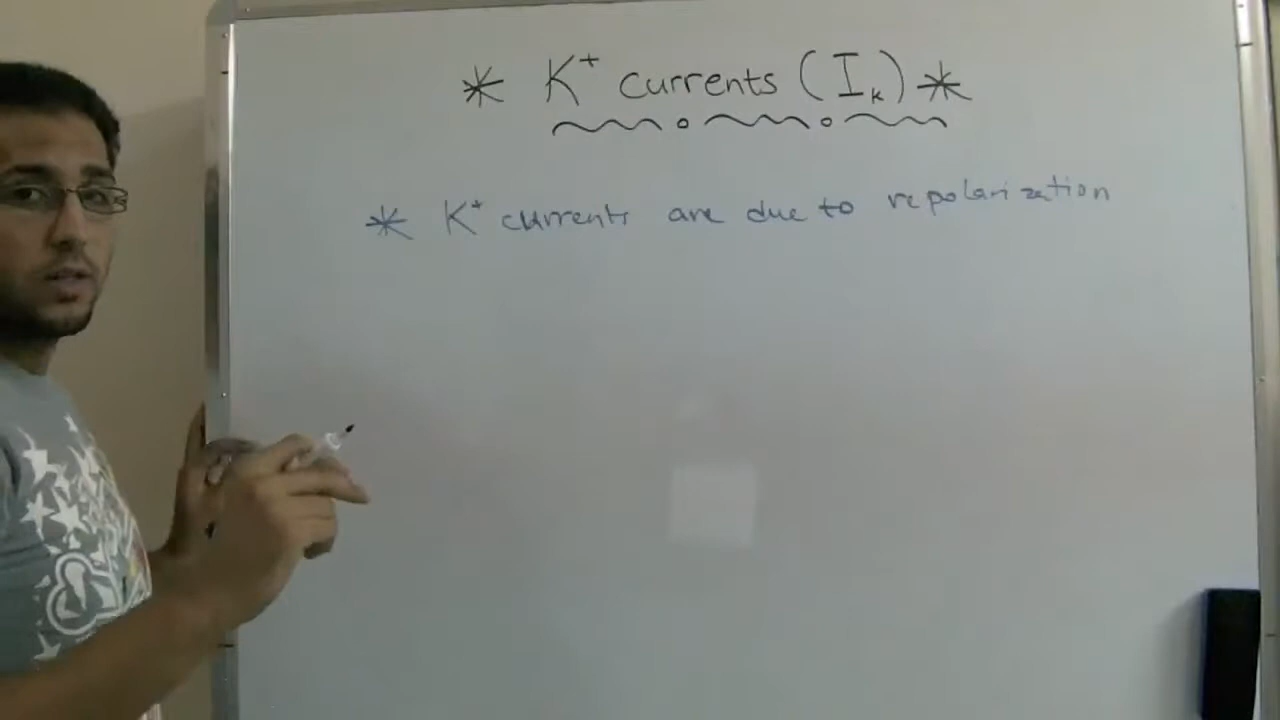 * K⁺ currents (Iₖ) *
* K⁺ currents are due to repolarization